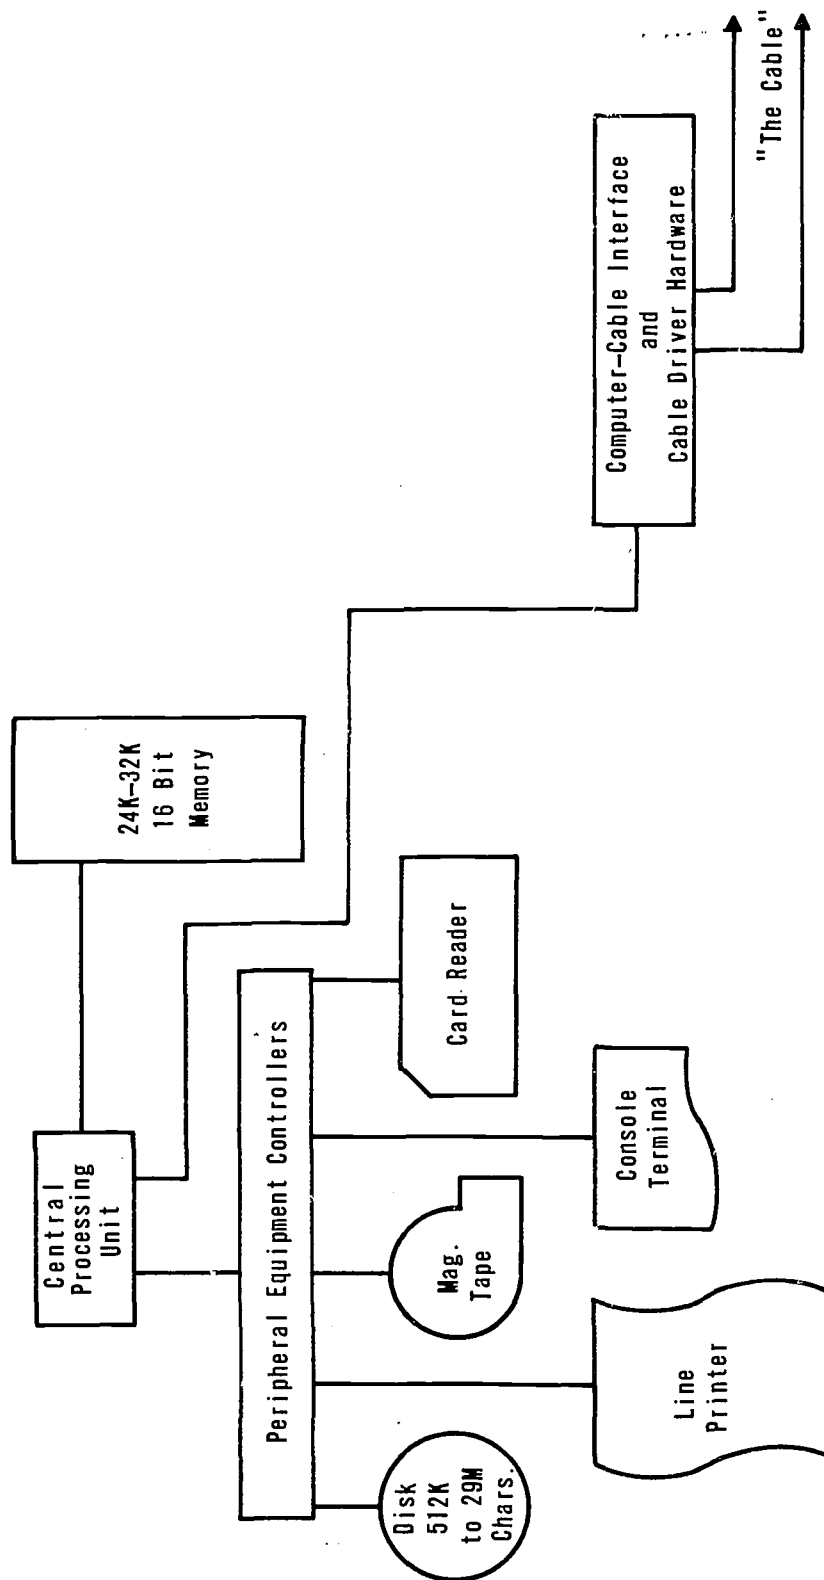 Central
Processing
Unit
24K–32K
16 Bit
Memory
Peripheral Equipment Controllers
Disk
512K
to 29M
Chars.
Mag.
Tape
Card Reader
Line
Printer
Console
Terminal
Computer–Cable Interface
and
Cable Driver Hardware
"The Cable"